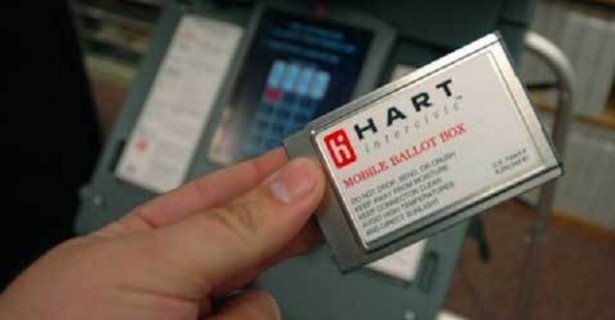 HART
intercivic
MOBILE BALLOT BOX
DO NOT DROP, BEND, OR CRUSH
KEEP AWAY FROM MOISTURE
KEEP CONNECTOR CLEAN
AVOID HIGH TEMPERATURES
AND DIRECT SUNLIGHT
U.S. Patent #